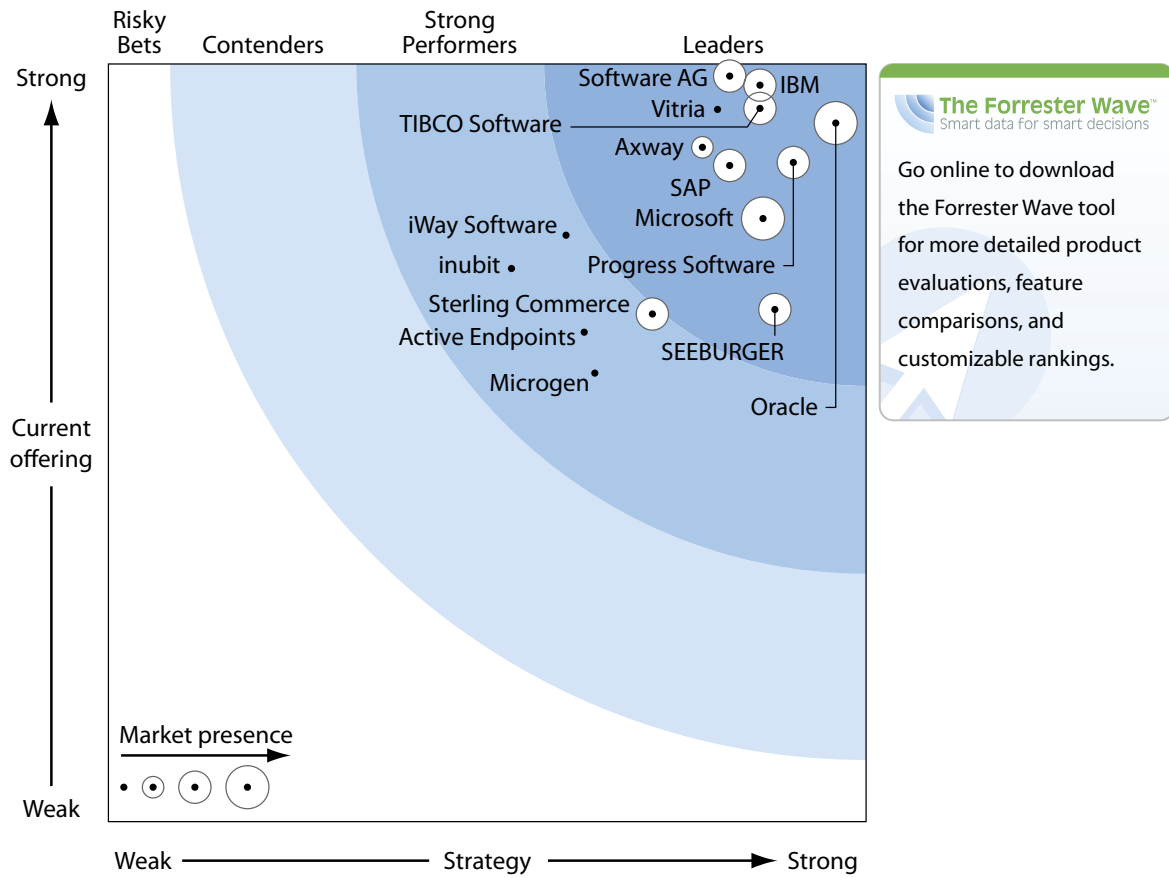 Risky
Bets
Contenders
Strong
Performers
Leaders
Strong
Current
offering
Weak
Software AG
IBM
Vitria
TIBCO Software
Axway
SAP
Microsoft
iWay Software
inubit
Progress Software
Sterling Commerce
Active Endpoints
SEEBURGER
Microgen
Oracle
Market presence
Weak
Strategy
Strong
The Forrester Wave™
Smart data for smart decisions
Go online to download
the Forrester Wave tool
for more detailed product
evaluations, feature
comparisons, and
customizable rankings.